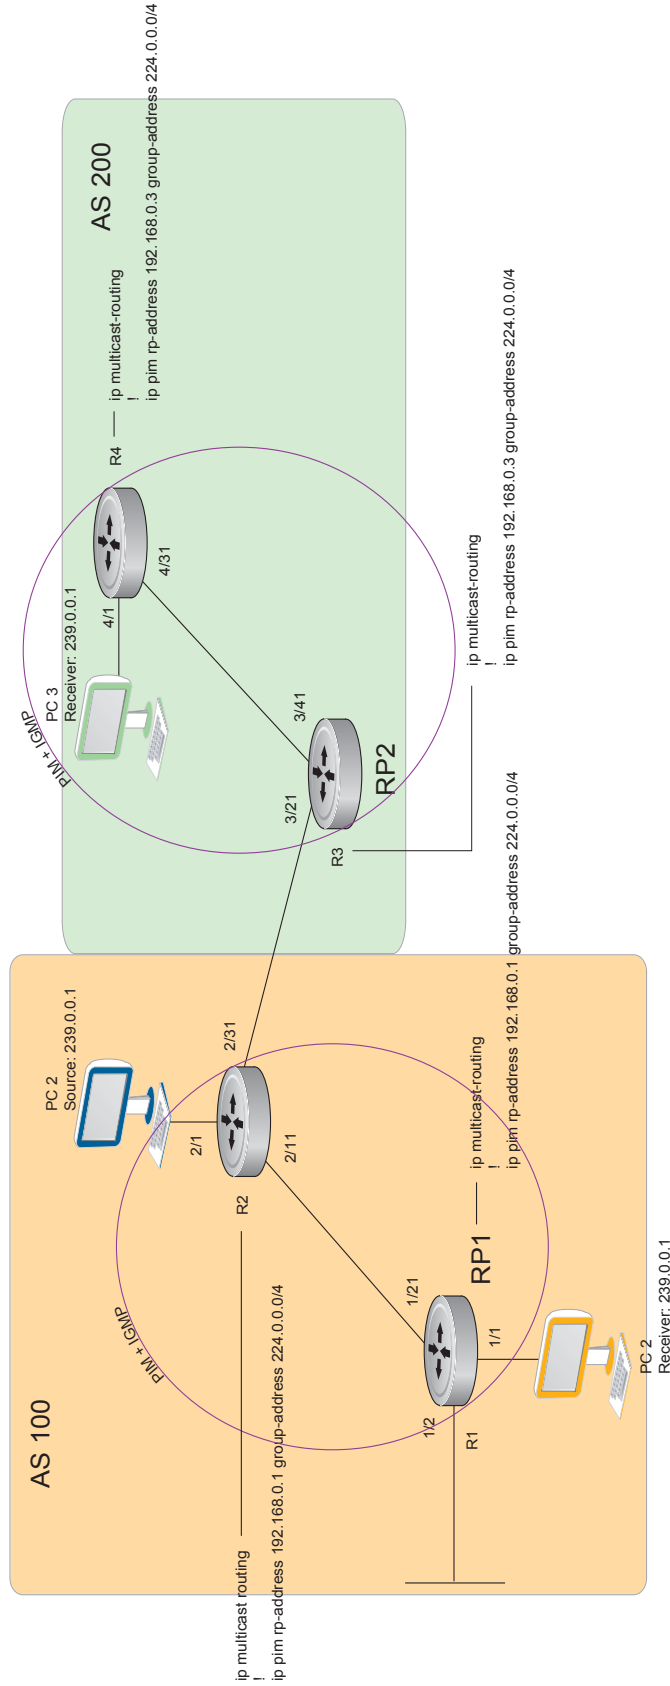 AS 100
PIM + IGMP
ip multicast routing
!
ip pim rp-address 192.168.0.1 group-address 224.0.0.0/4
R2
2/1
2/11
2/31
PC 2
Source: 239.0.0.1
R1
1/2
1/21
1/1
RP1
PC 2
Receiver: 239.0.0.1
ip multicast-routing
!
ip pim rp-address 192.168.0.1 group-address 224.0.0.0/4
AS 200
PIM + IGMP
PC 3
Receiver: 239.0.0.1
4/1
4/31
R4
ip multicast-routing
!
ip pim rp-address 192.168.0.3 group-address 224.0.0.0/4
R3
3/21
3/41
RP2
ip multicast-routing
!
ip pim rp-address 192.168.0.3 group-address 224.0.0.0/4